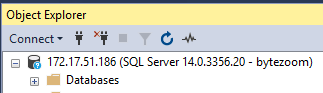 Object Explorer
Connect
172.17.51.186 (SQL Server 14.0.3356.20 - bytezoom)
Databases